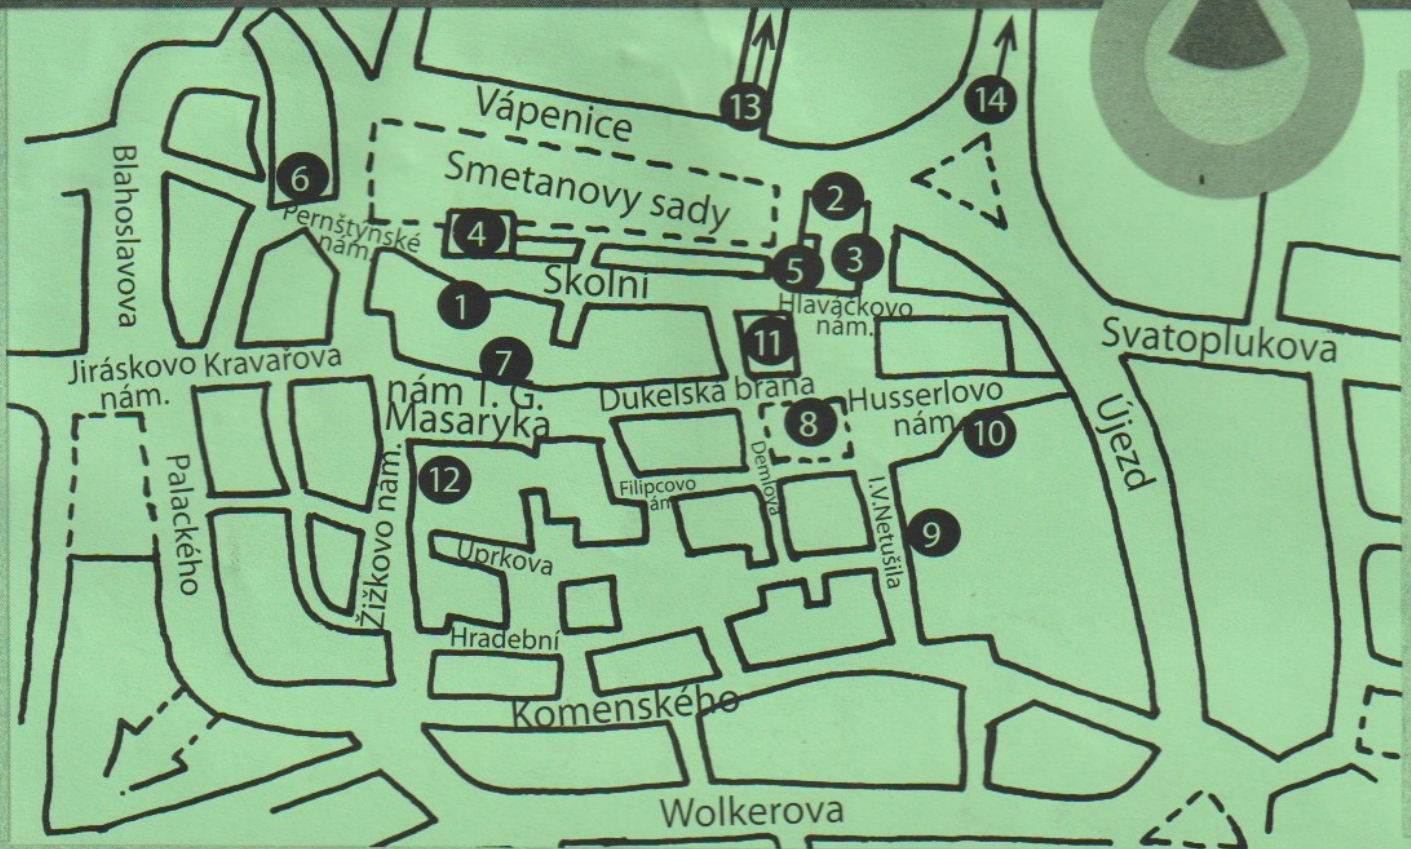 13
14
Vápenice
Smetanovy sady
Blahoslavova
6
2
Pernštýnské
nám.
4
5
3
Školní
1
Hlaváčkovo
nám.
11
7
Svatoplukova
Jiráskovo
nám.
Kravařova
nám T. G.
Masaryka
Dukelská brána
Husserlovo
nám.
8
10
Újezd
12
Žižkovo nám.
Palackého
Filipcovo
nám.
Demlova
I.V.Netušila
9
Úprkova
Hradební
Komenského
Wolkerova